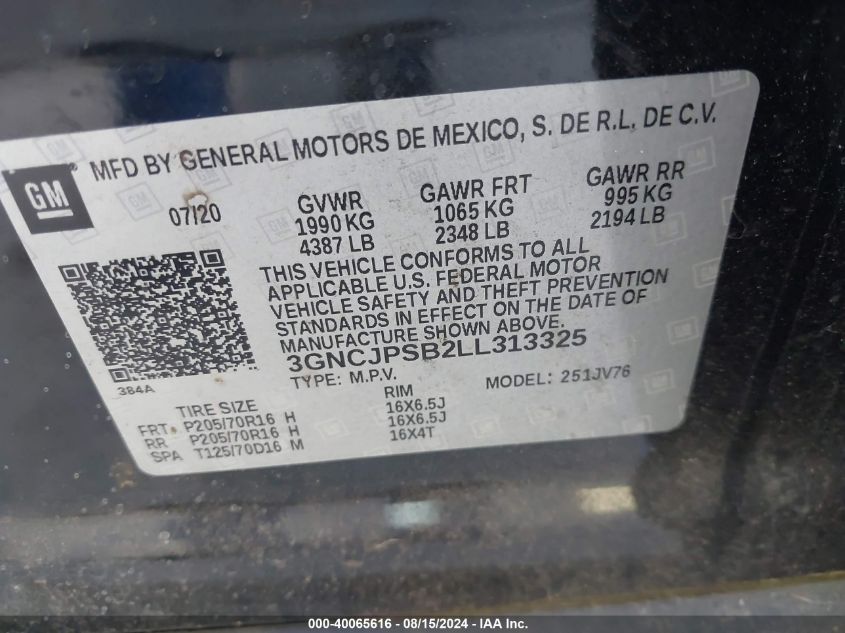 MFD BY GENERAL MOTORS DE MEXICO, S. DE R.L. DE C.V.
GM
07/20
GVWR
1990 KG
4387 LB
GAWR FRT
1065 KG
2348 LB
GAWR RR
995 KG
2194 LB
THIS VEHICLE CONFORMS TO ALL
APPLICABLE U.S. FEDERAL MOTOR
VEHICLE SAFETY AND THEFT PREVENTION
STANDARDS IN EFFECT ON THE DATE OF
MANUFACTURE SHOWN ABOVE.
3GNCJPSB2LL313325
TYPE: M.P.V.
MODEL: 251JV76
384A
TIRE SIZE RIM
FRT P205/70R16 H 16X6.5J
RR P205/70R16 H 16X6.5J
SPA T125/70D16 M 16X4T
000-40065616 - 08/15/2024 - IAA Inc.